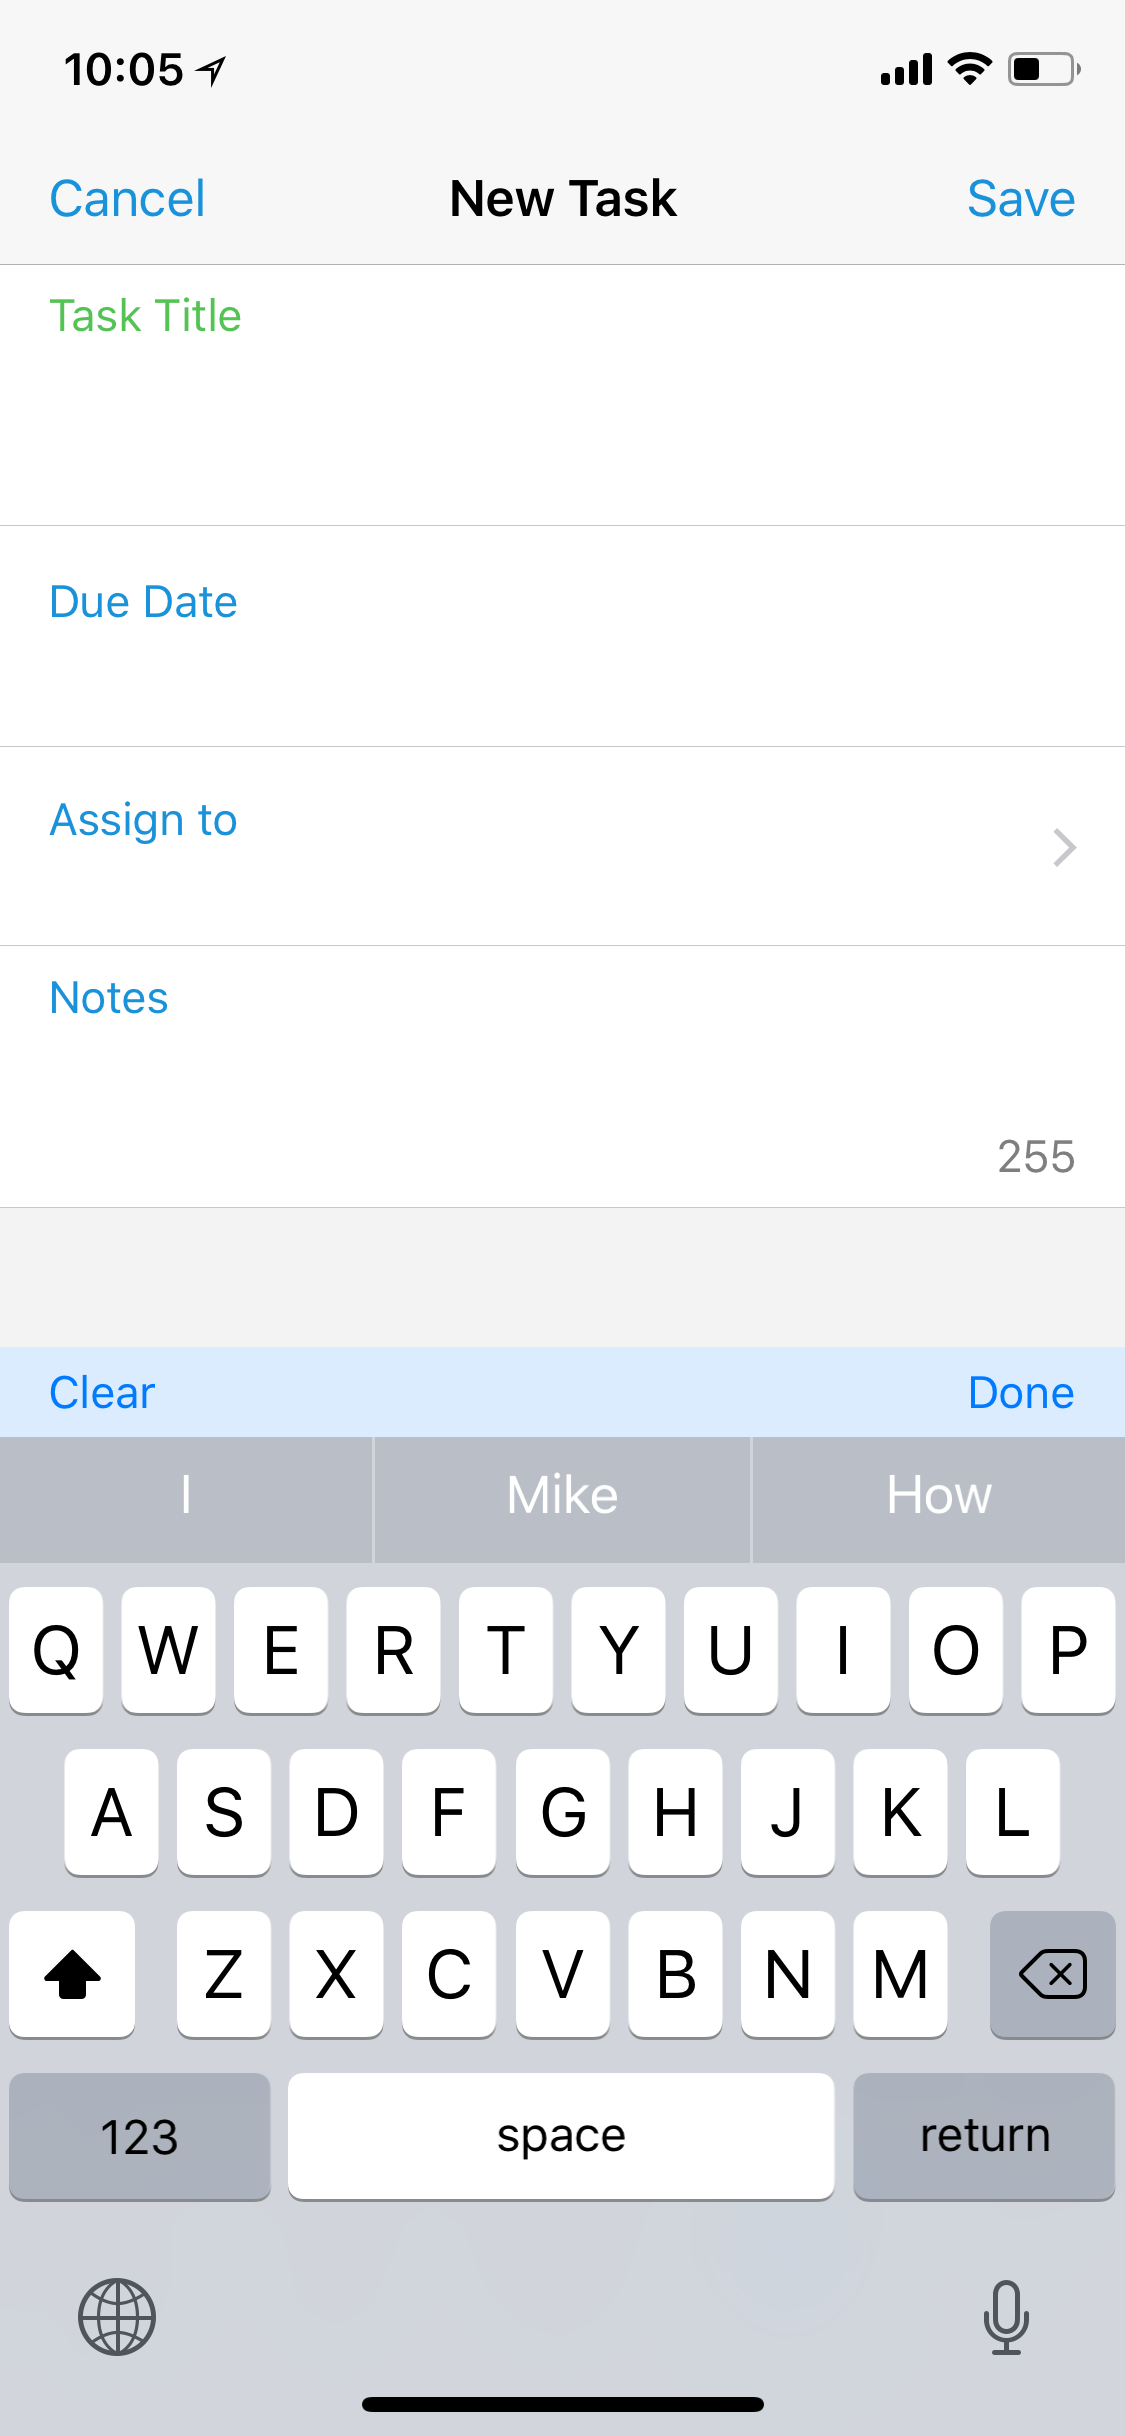 10:05
Cancel New Task Save
Task Title
Due Date
Assign to
Notes
255
Clear Done
I Mike How
Q W E R T Y U I O P
A S D F G H J K L
Z X C V B N M
123 space return